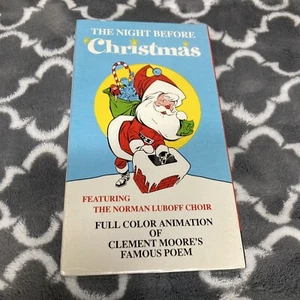 THE NIGHT BEFORE
Christmas
FEATURING
THE NORMAN LUBOFF CHOIR
FULL COLOR ANIMATION
OF
CLEMENT MOORE'S
FAMOUS POEM